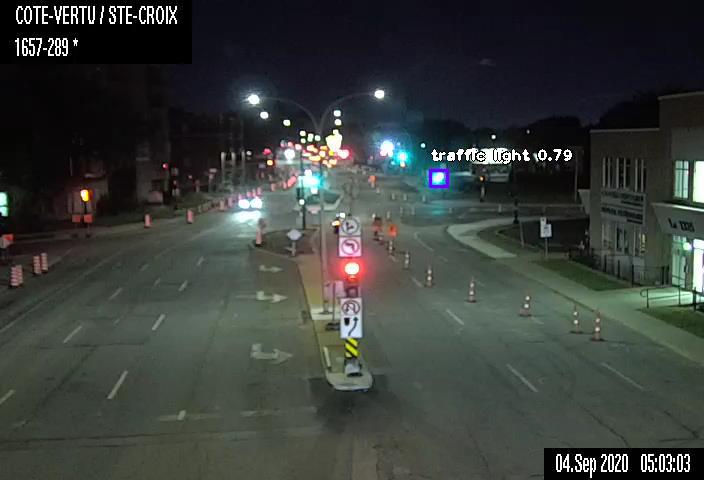 COTE-VERTU / STE-CROIX
1657-289 *
traffic light 0.79
04.Sep 2020 05:03:03